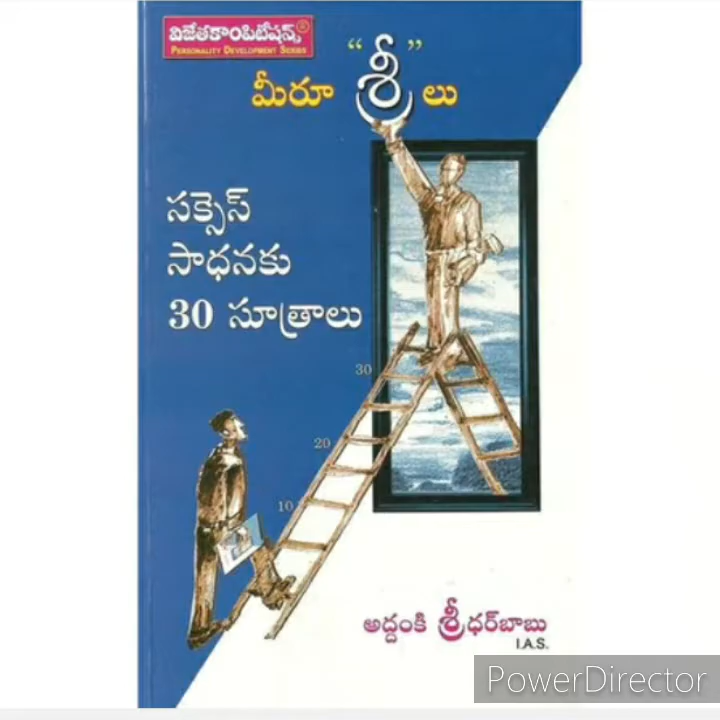 విజేతకాంపిటీషన్స్®
PERSONALITY DEVELOPMENT SERIES
మీరూ "శ్రీ"లు
సక్సెస్
సాధనకు
30 సూత్రాలు
30
20
10
అద్దంకి శ్రీధర్‌బాబు
I.A.S.
PowerDirector